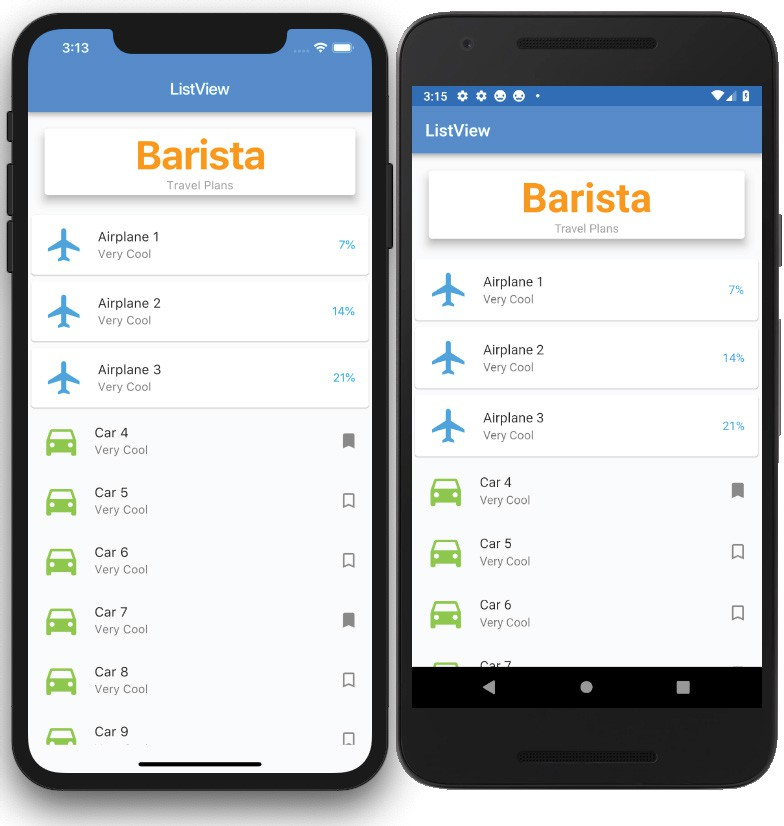 3:13
ListView
Barista
Travel Plans
Airplane 1
Very Cool
7%
Airplane 2
Very Cool
14%
Airplane 3
Very Cool
21%
Car 4
Very Cool
Car 5
Very Cool
Car 6
Very Cool
Car 7
Very Cool
Car 8
Very Cool
Car 9
3:15
ListView
Barista
Travel Plans
Airplane 1
Very Cool
7%
Airplane 2
Very Cool
14%
Airplane 3
Very Cool
21%
Car 4
Very Cool
Car 5
Very Cool
Car 6
Very Cool
Car 7